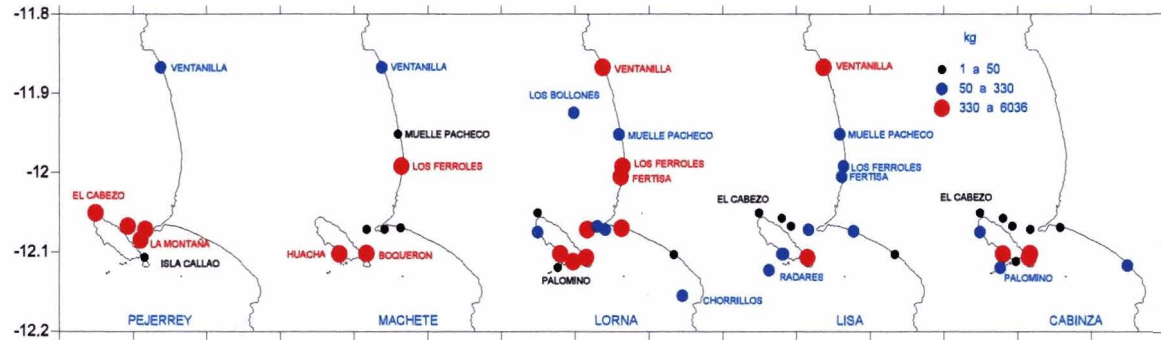 -11.8
-11.9
-12
-12.1
-12.2
VENTANILLA
EL CABEZO
LA MONTAÑA
ISLA CALLAO
PEJERREY
VENTANILLA
MUELLE PACHECO
LOS FERROLES
HUACHA
BOQUERON
MACHETE
VENTANILLA
LOS BOLLONES
MUELLE PACHECO
LOS FERROLES
FERTISA
PALOMINO
CHORRILLOS
LORNA
VENTANILLA
MUELLE PACHECO
LOS FERROLES
FERTISA
EL CABEZO
RADARES
LISA
kg
1 a 50
50 a 330
330 a 6036
EL CABEZO
PALOMINO
CABINZA